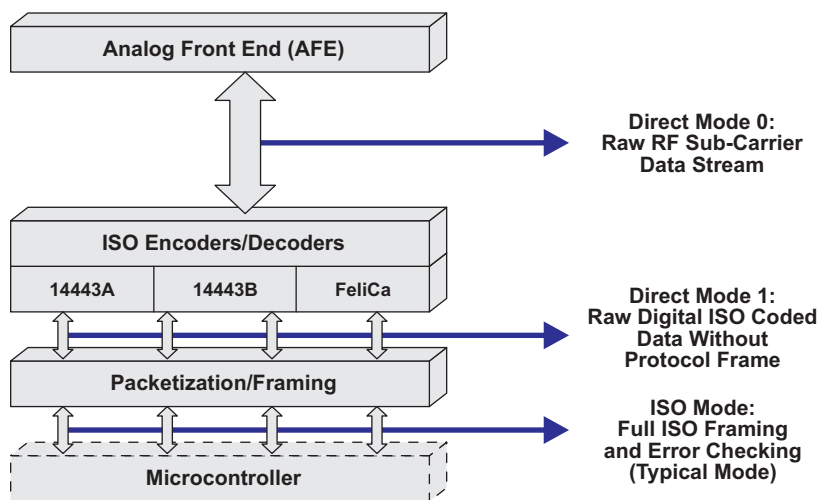 Analog Front End (AFE)
Direct Mode 0:
Raw RF Sub-Carrier
Data Stream
ISO Encoders/Decoders
14443A
14443B
FeliCa
Direct Mode 1:
Raw Digital ISO Coded
Data Without
Protocol Frame
Packetization/Framing
ISO Mode:
Full ISO Framing
and Error Checking
(Typical Mode)
Microcontroller